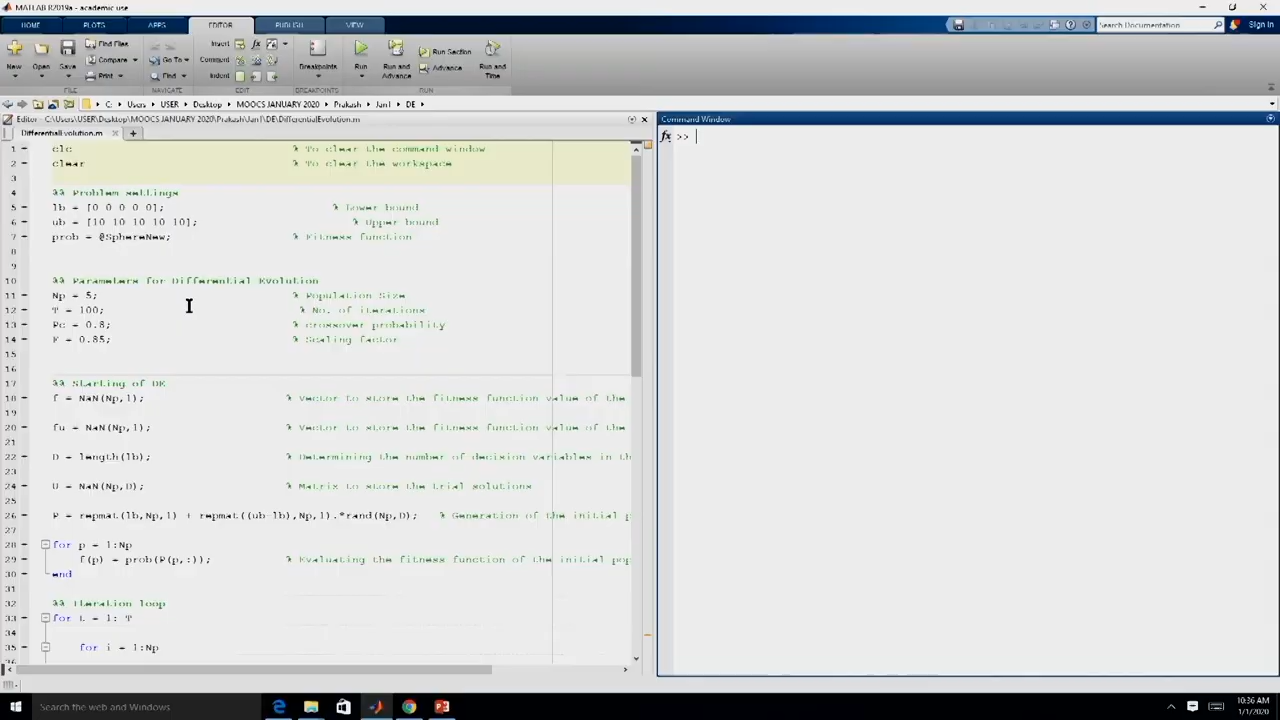 MATLAB R2019a - academic use
HOME PLOTS APPS EDITOR PUBLISH VIEW
Search Documentation
Sign In
New Open Save Find Files Compare Print
Go To Find
Insert Comment Indent
Breakpoints
Run Run and Advance Run Section Advance Run and Time
FILE NAVIGATE EDIT BREAKPOINTS RUN
C: Users USER Desktop MOOCS JANUARY 2020 Prakash Jan1 DE
Editor - C:\Users\USER\Desktop\MOOCS JANUARY 2020\Prakash\Jan1\DE\DifferentialEvolution.m
DifferentialEvolution.m
+
Command Window
fx >>
1 clc % To clear the command window
2 clear % To clear the workspace
3
4 %% Problem settings
5 lb = [0 0 0 0 0]; % Lower bound
6 ub = [10 10 10 10 10]; % Upper bound
7 prob = @SphereNew; % Fitness function
8
9
10 %% Parameters for Differential Evolution
11 Np = 5; % Population Size
12 T = 100; % No. of iterations
13 Pc = 0.8; % crossover probability
14 F = 0.85; % Scaling factor
15
16
17 %% Starting of DE
18 f = NaN(Np,1); % Vector to store the fitness function value of the
19
20 fu = NaN(Np,1); % Vector to store the fitness function value of the
21
22 D = length(lb); % Determining the number of decision variables in th
23
24 U = NaN(Np,D); % Matrix to store the trial solutions
25
26 P = repmat(lb,Np,1) + repmat((ub-lb),Np,1).*rand(Np,D); % Generation of the initial p
27
28 for p = 1:Np
29 f(p) = prob(P(p,:)); % Evaluating the fitness function of the initial pop
30 end
31
32 %% Iteration loop
33 for t = 1: T
34
35 for i = 1:Np
Search the web and Windows
10:36 AM
1/1/2020